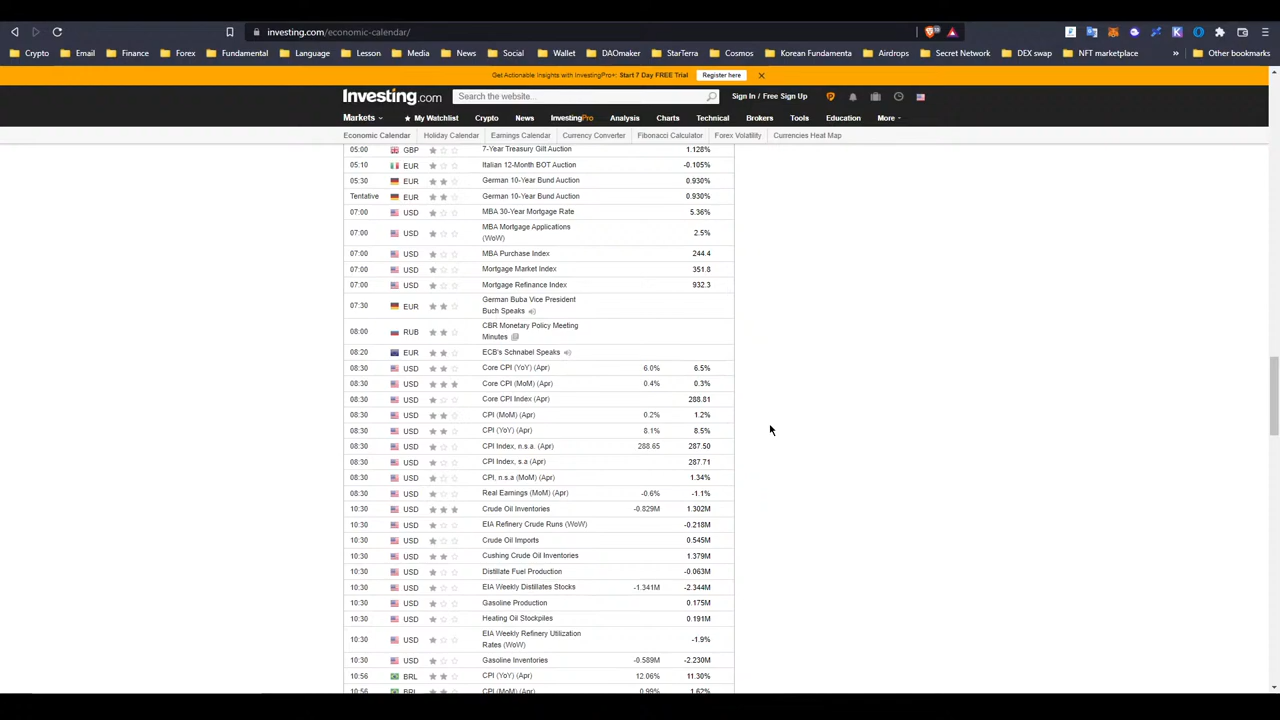 investing.com/economic-calendar/
Crypto Email Finance Forex Fundamental Language Lesson Media News Social Wallet DAOmaker StarTerra Cosmos Korean Fundamenta Airdrops Secret Network DEX swap NFT marketplace Other bookmarks
Get Actionable Insights with InvestingPro+: Start 7 Day FREE Trial Register here
Investing.com Search the website... Sign In / Free Sign Up
Markets My Watchlist Crypto News InvestingPro Analysis Charts Technical Brokers Tools Education More
Economic Calendar Holiday Calendar Earnings Calendar Currency Converter Fibonacci Calculator Forex Volatility Currencies Heat Map
05:00 GBP 7-Year Treasury Gilt Auction 1.128%
05:10 EUR Italian 12-Month BOT Auction -0.105%
05:30 EUR German 10-Year Bund Auction 0.930%
Tentative EUR German 10-Year Bund Auction 0.930%
07:00 USD MBA 30-Year Mortgage Rate 5.36%
07:00 USD MBA Mortgage Applications (WoW) 2.5%
07:00 USD MBA Purchase Index 244.4
07:00 USD Mortgage Market Index 351.8
07:00 USD Mortgage Refinance Index 932.3
07:30 EUR German Buba Vice President Buch Speaks
08:00 RUB CBR Monetary Policy Meeting Minutes
08:20 EUR ECB's Schnabel Speaks
08:30 USD Core CPI (YoY) (Apr) 6.0% 6.5%
08:30 USD Core CPI (MoM) (Apr) 0.4% 0.3%
08:30 USD Core CPI Index (Apr) 288.81
08:30 USD CPI (MoM) (Apr) 0.2% 1.2%
08:30 USD CPI (YoY) (Apr) 8.1% 8.5%
08:30 USD CPI Index, n.s.a. (Apr) 288.65 287.50
08:30 USD CPI Index, s.a (Apr) 287.71
08:30 USD CPI, n.s.a (MoM) (Apr) 1.34%
08:30 USD Real Earnings (MoM) (Apr) -0.6% -1.1%
10:30 USD Crude Oil Inventories -0.829M 1.302M
10:30 USD EIA Refinery Crude Runs (WoW) -0.218M
10:30 USD Crude Oil Imports 0.545M
10:30 USD Cushing Crude Oil Inventories 1.379M
10:30 USD Distillate Fuel Production -0.063M
10:30 USD EIA Weekly Distillates Stocks -1.341M -2.344M
10:30 USD Gasoline Production 0.175M
10:30 USD Heating Oil Stockpiles 0.191M
10:30 USD EIA Weekly Refinery Utilization Rates (WoW) -1.9%
10:30 USD Gasoline Inventories -0.589M -2.230M
10:56 BRL CPI (YoY) (Apr) 12.06% 11.30%
10:56 BRL CPI (MoM) (Apr) 0.99% 1.62%